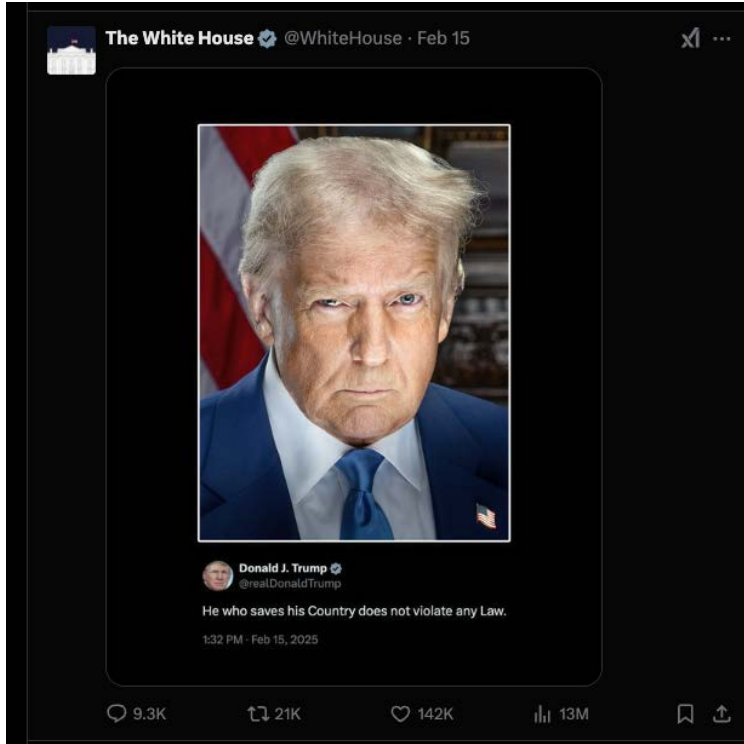 The White House @WhiteHouse · Feb 15
Donald J. Trump
@realDonaldTrump
He who saves his Country does not violate any Law.
1:32 PM · Feb 15, 2025
9.3K 21K 142K 13M